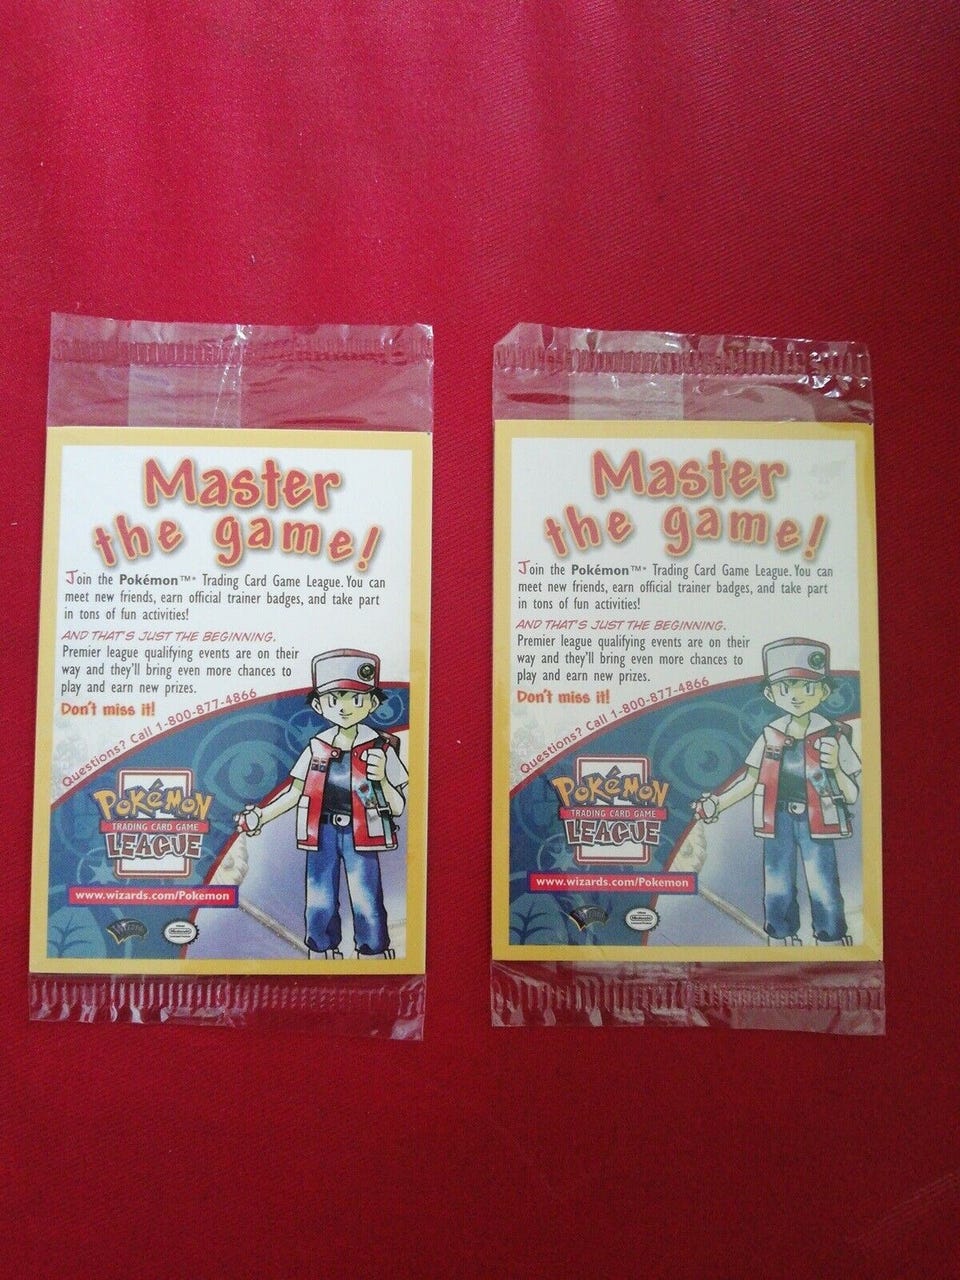 Master
the game!
Join the Pokémon™* Trading Card Game League. You can
meet new friends, earn official trainer badges, and take part
in tons of fun activities!
AND THAT'S JUST THE BEGINNING.
Premier league qualifying events are on their
way and they'll bring even more chances to
play and earn new prizes.
Don't miss it!
Questions? Call 1-800-877-4866
POKéMON
TRADING CARD GAME
LEAGUE
www.wizards.com/Pokemon
Nintendo
Master
the game!
Join the Pokémon™* Trading Card Game League. You can
meet new friends, earn official trainer badges, and take part
in tons of fun activities!
AND THAT'S JUST THE BEGINNING.
Premier league qualifying events are on their
way and they'll bring even more chances to
play and earn new prizes.
Don't miss it!
Questions? Call 1-800-877-4866
POKéMON
TRADING CARD GAME
LEAGUE
www.wizards.com/Pokemon
Nintendo